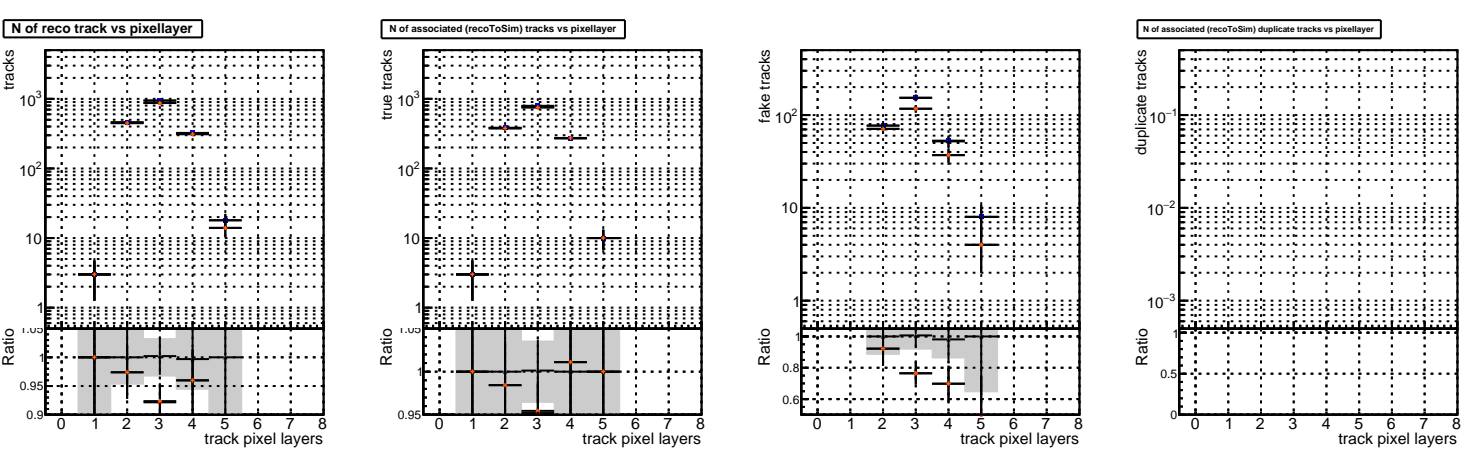 N of reco track vs pixellayer
tracks
10³
10²
10
1
Ratio
1.05
1
0.95
0.9
0 1 2 3 4 5 6 7 8
track pixel layers
N of associated (recoToSim) tracks vs pixellayer
true tracks
10³
10²
10
1
Ratio
1.05
1
0.95
0 1 2 3 4 5 6 7 8
track pixel layers
fake tracks
10²
10
1
Ratio
1
0.8
0.6
0 1 2 3 4 5 6 7 8
track pixel layers
N of associated (recoToSim) duplicate tracks vs pixellayer
duplicate tracks
10⁻¹
10⁻²
10⁻³
Ratio
1
0.5
0
0 1 2 3 4 5 6 7 8
track pixel layers